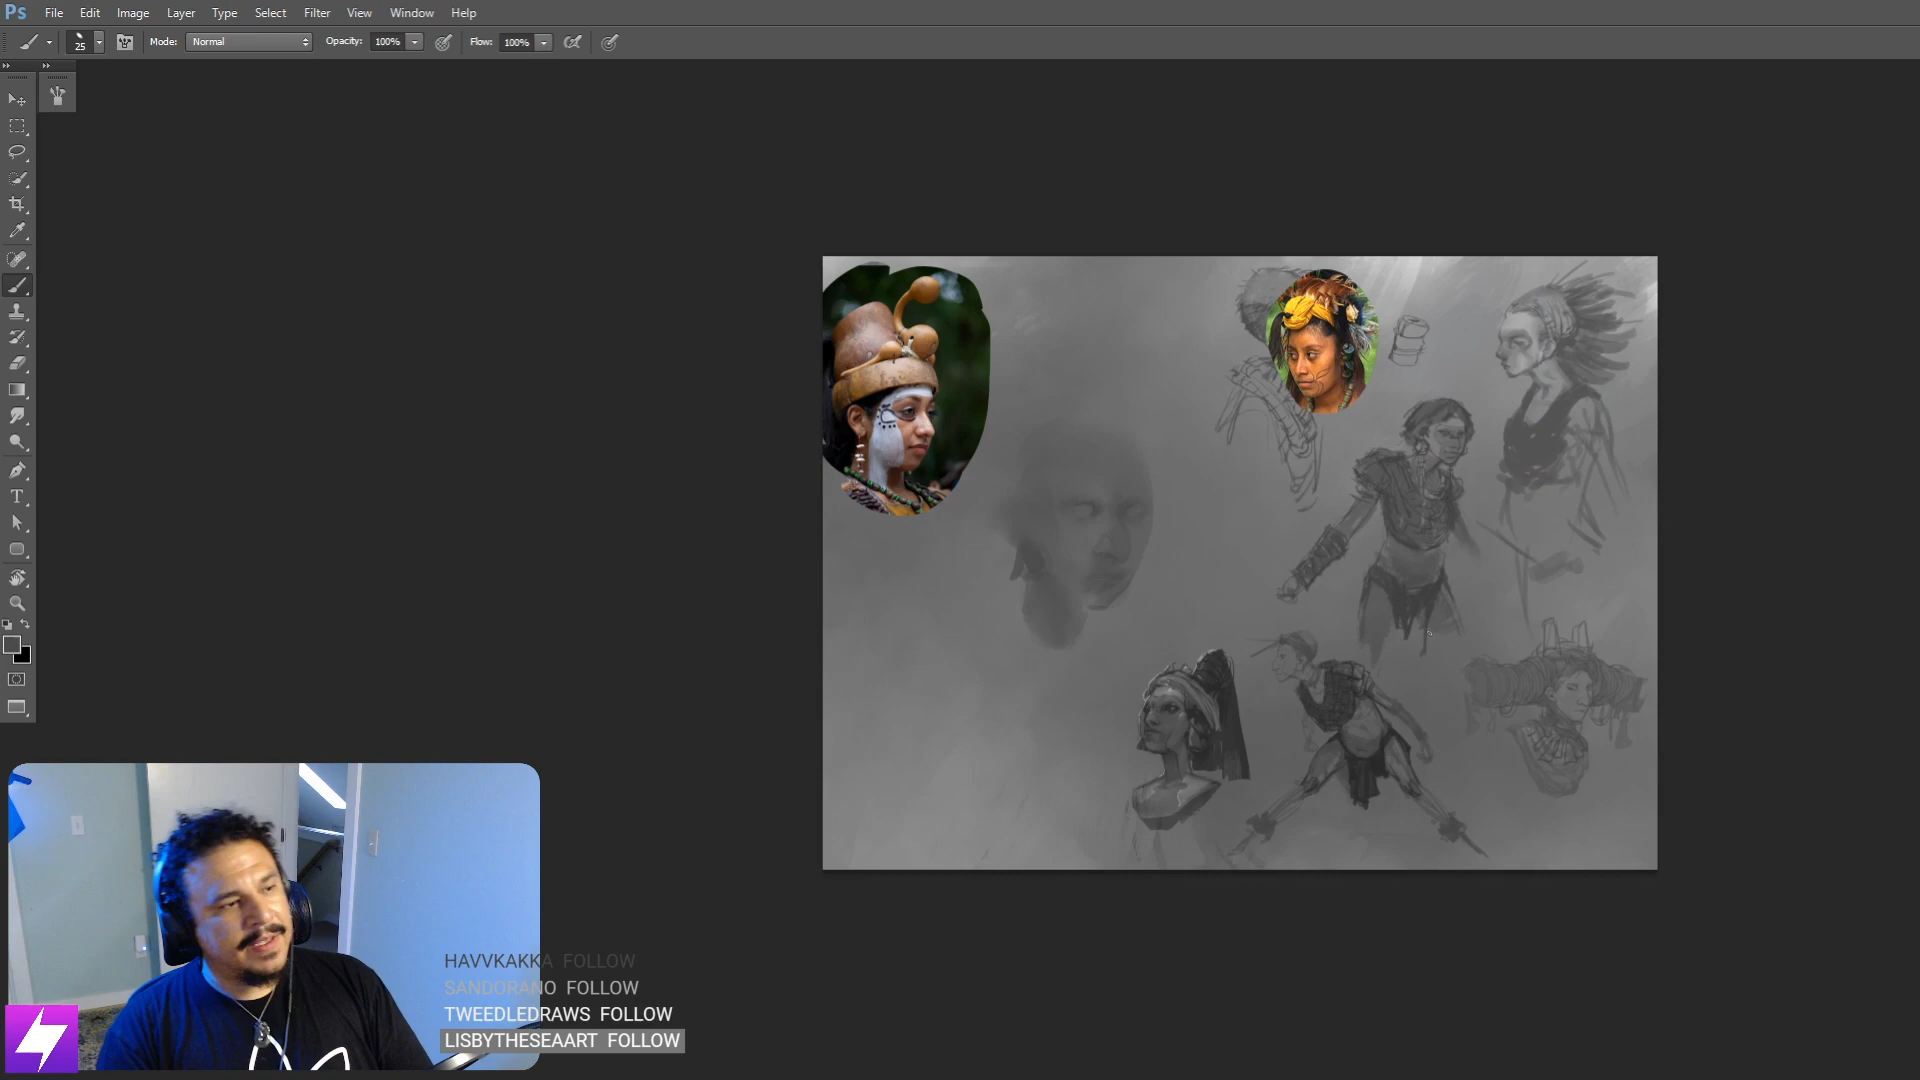 Ps File Edit Image Layer Type Select Filter View Window Help
25 Mode: Normal Opacity: 100% Flow: 100%
T
HAVVKAKKA FOLLOW
SANDORANO FOLLOW
TWEEDLEDRAWS FOLLOW
LISBYTHESEAART FOLLOW